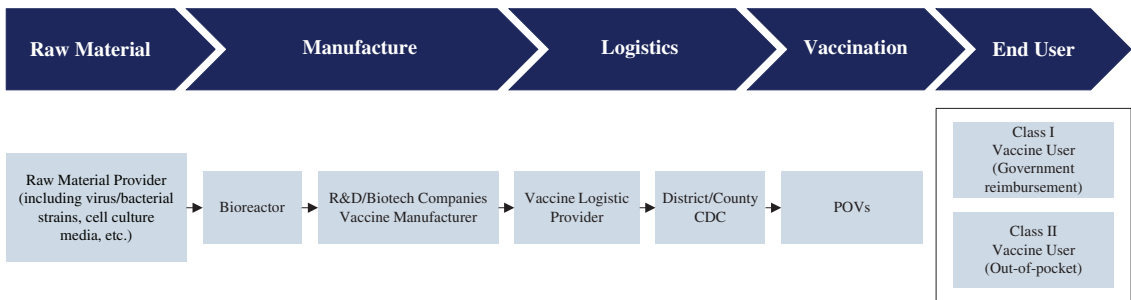 Raw Material
Manufacture
Logistics
Vaccination
End User
Raw Material Provider
(including virus/bacterial
strains, cell culture
media, etc.)
Bioreactor
R&D/Biotech Companies
Vaccine Manufacturer
Vaccine Logistic
Provider
District/County
CDC
POVs
Class I
Vaccine User
(Government
reimbursement)
Class II
Vaccine User
(Out-of-pocket)